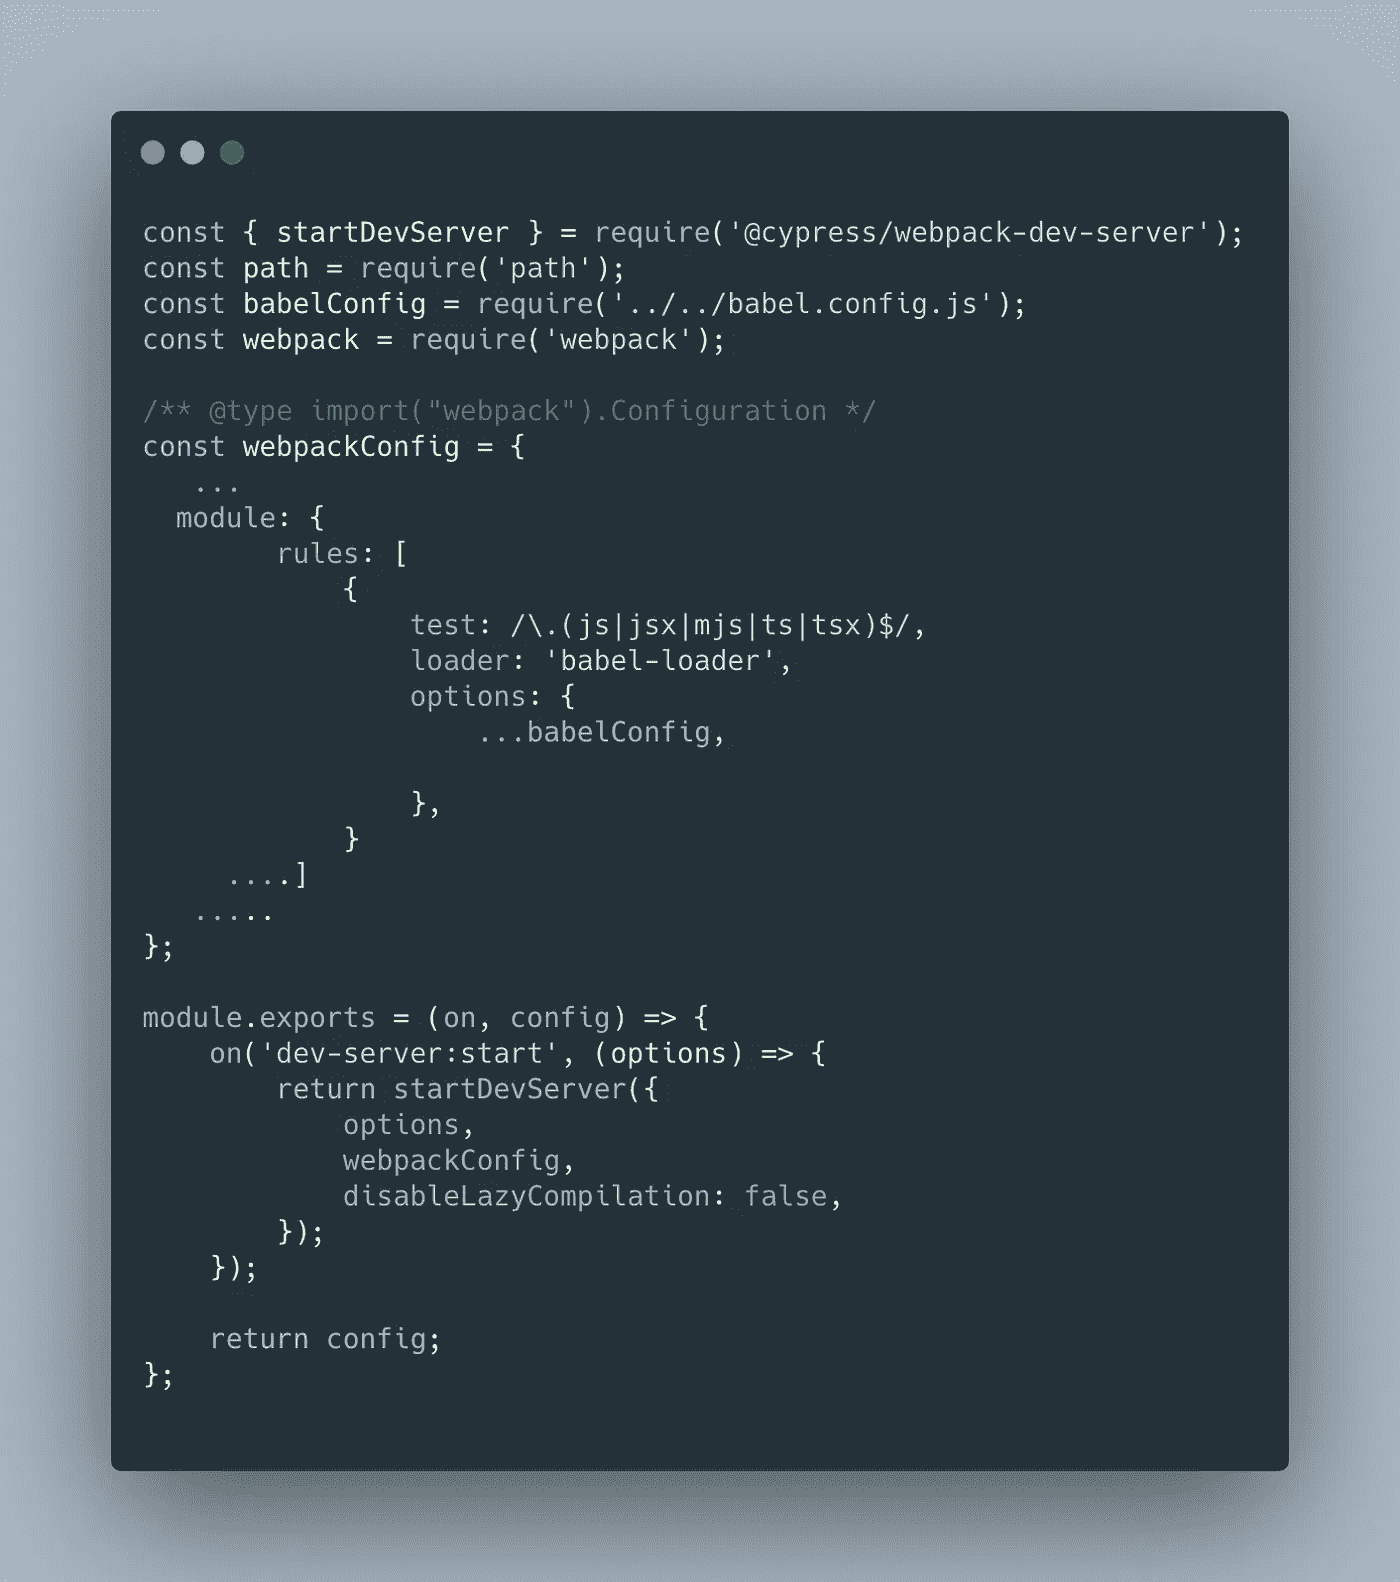 const { startDevServer } = require('@cypress/webpack-dev-server');
const path = require('path');
const babelConfig = require('../../babel.config.js');
const webpack = require('webpack');

/** @type import("webpack").Configuration */
const webpackConfig = {
   ...
  module: {
        rules: [
            {
                test: /\.(js|jsx|mjs|ts|tsx)$/,
                loader: 'babel-loader',
                options: {
                    ...babelConfig,

                },
            }
     ....]
   .....
};

module.exports = (on, config) => {
    on('dev-server:start', (options) => {
        return startDevServer({
            options,
            webpackConfig,
            disableLazyCompilation: false,
        });
    });

    return config;
};